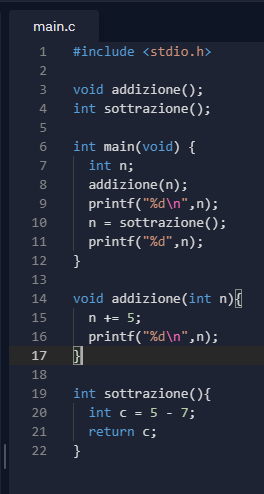 main.c
1 #include <stdio.h>
2
3 void addizione();
4 int sottrazione();
5
6 int main(void) {
7 int n;
8 addizione(n);
9 printf("%d\n",n);
10 n = sottrazione();
11 printf("%d",n);
12 }
13
14 void addizione(int n){
15 n += 5;
16 printf("%d\n",n);
17 }
18
19 int sottrazione(){
20 int c = 5 - 7;
21 return c;
22 }